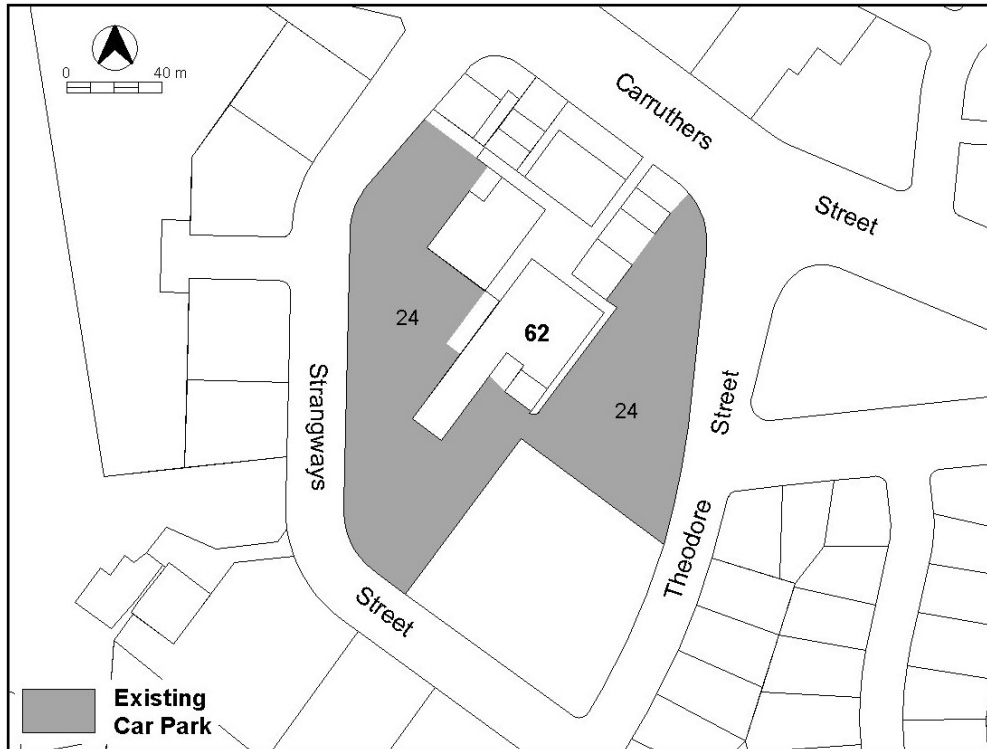 0 40 m
Carruthers
Street
24
62
24
Strangways
Street
Street
Theodore
Existing
Car Park